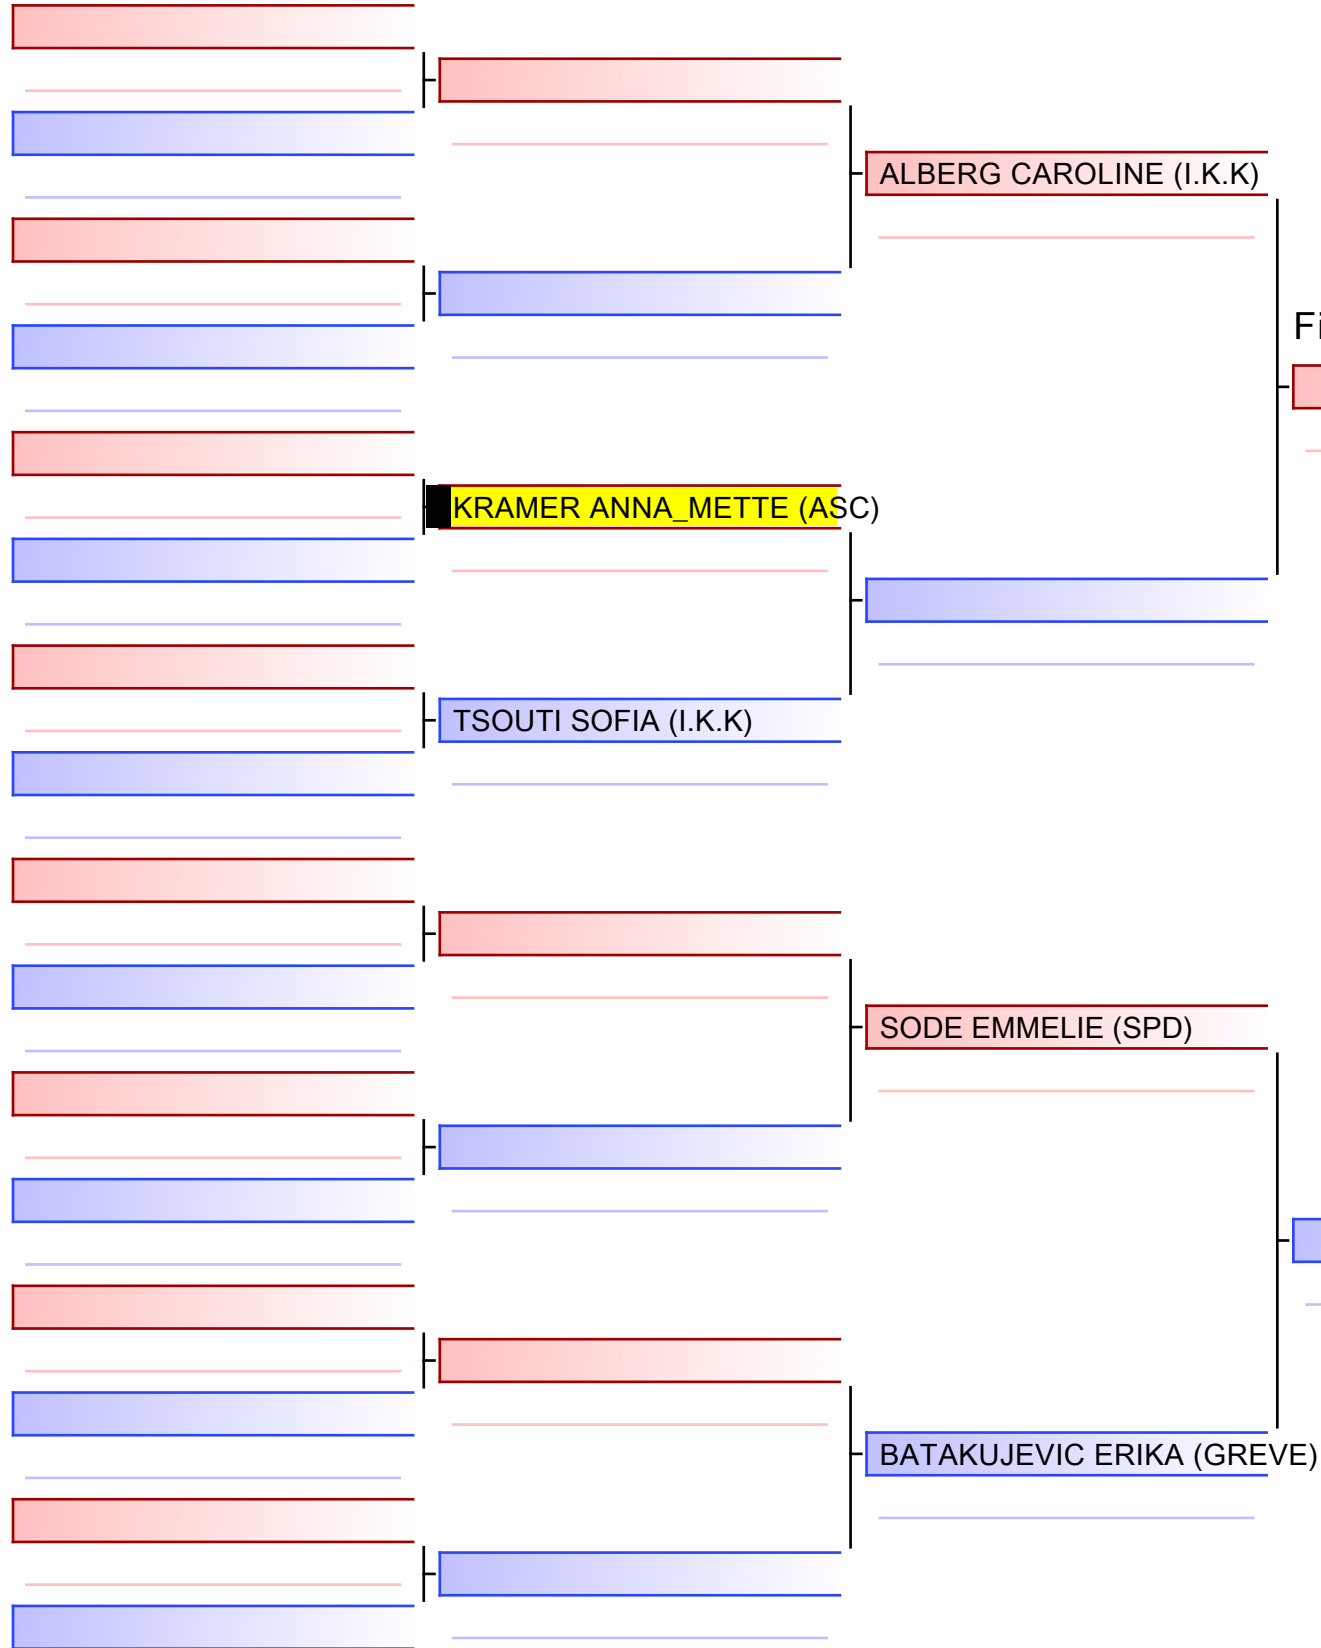 ALBERG CAROLINE (I.K.K)
Fi
KRAMER ANNA_METTE (ASC)
TSOUTI SOFIA (I.K.K)
SODE EMMELIE (SPD)
BATAKUJEVIC ERIKA (GREVE)